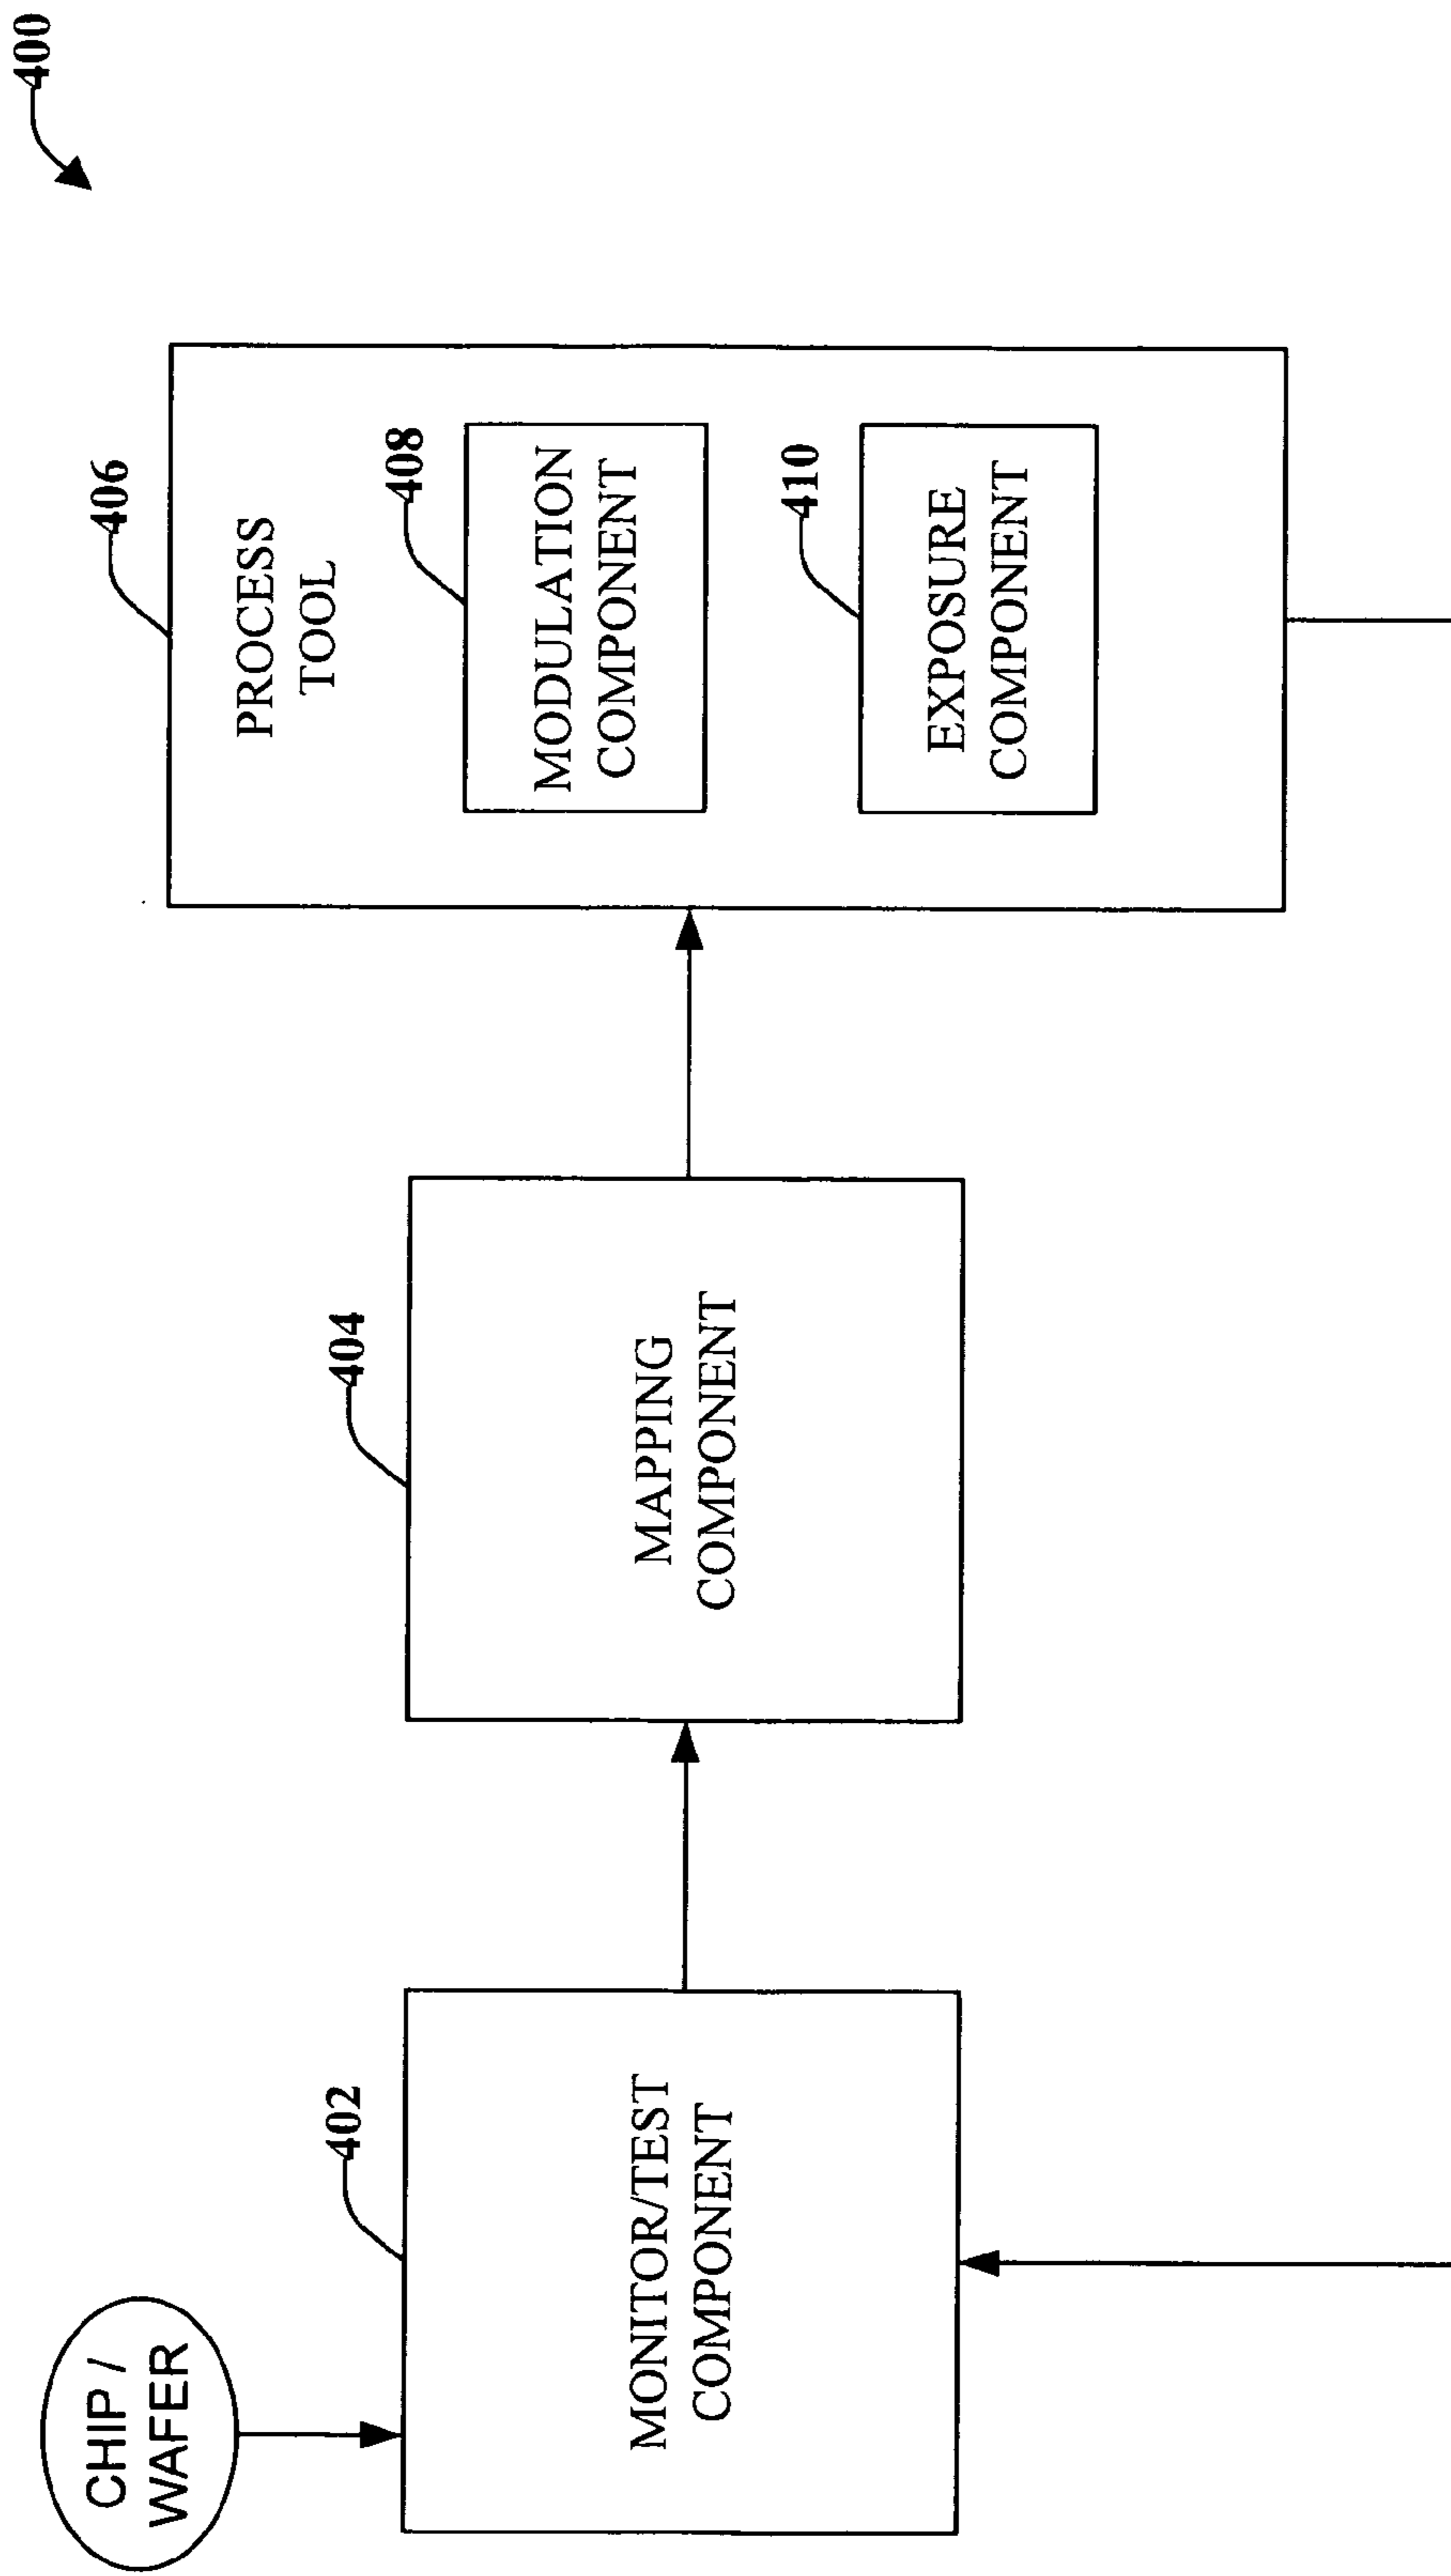 400
406
PROCESS
TOOL
408
MODULATION
COMPONENT
410
EXPOSURE
COMPONENT
404
MAPPING
COMPONENT
402
MONITOR/TEST
COMPONENT
CHIP /
WAFER